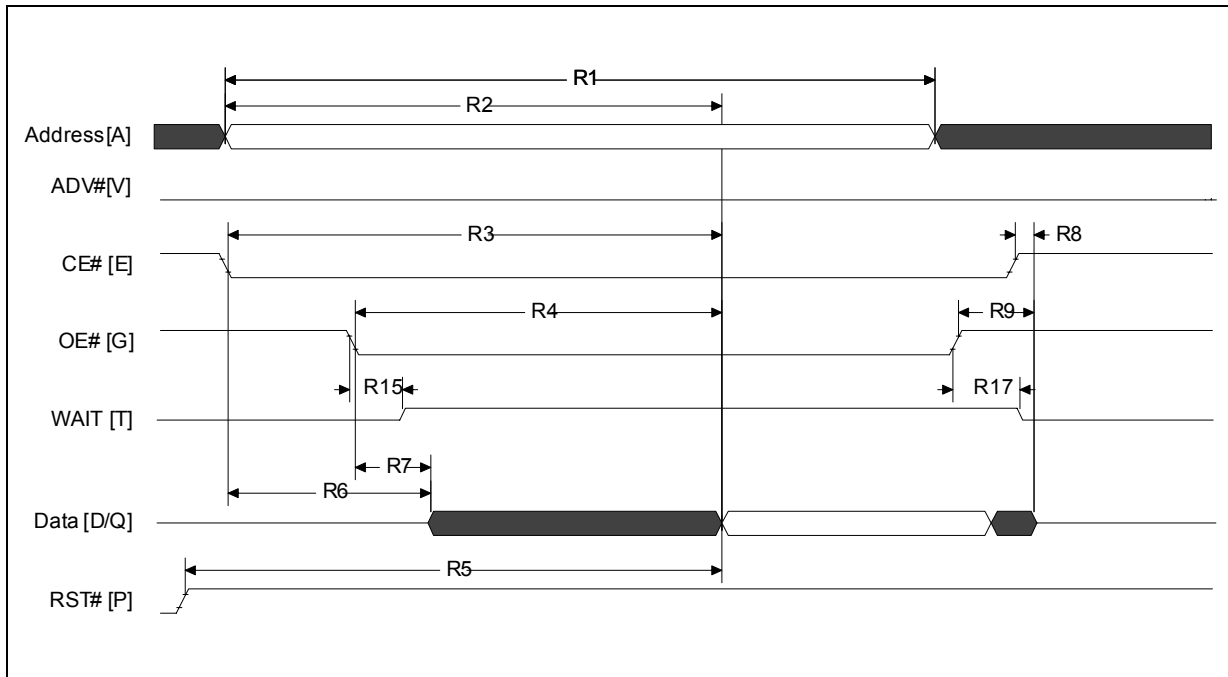 R1
R2
Address [A]
ADV# [V]
R3
R8
CE# [E]
R4
R9
OE# [G]
R15
R17
WAIT [T]
R7
R6
Data [D/Q]
R5
RST# [P]